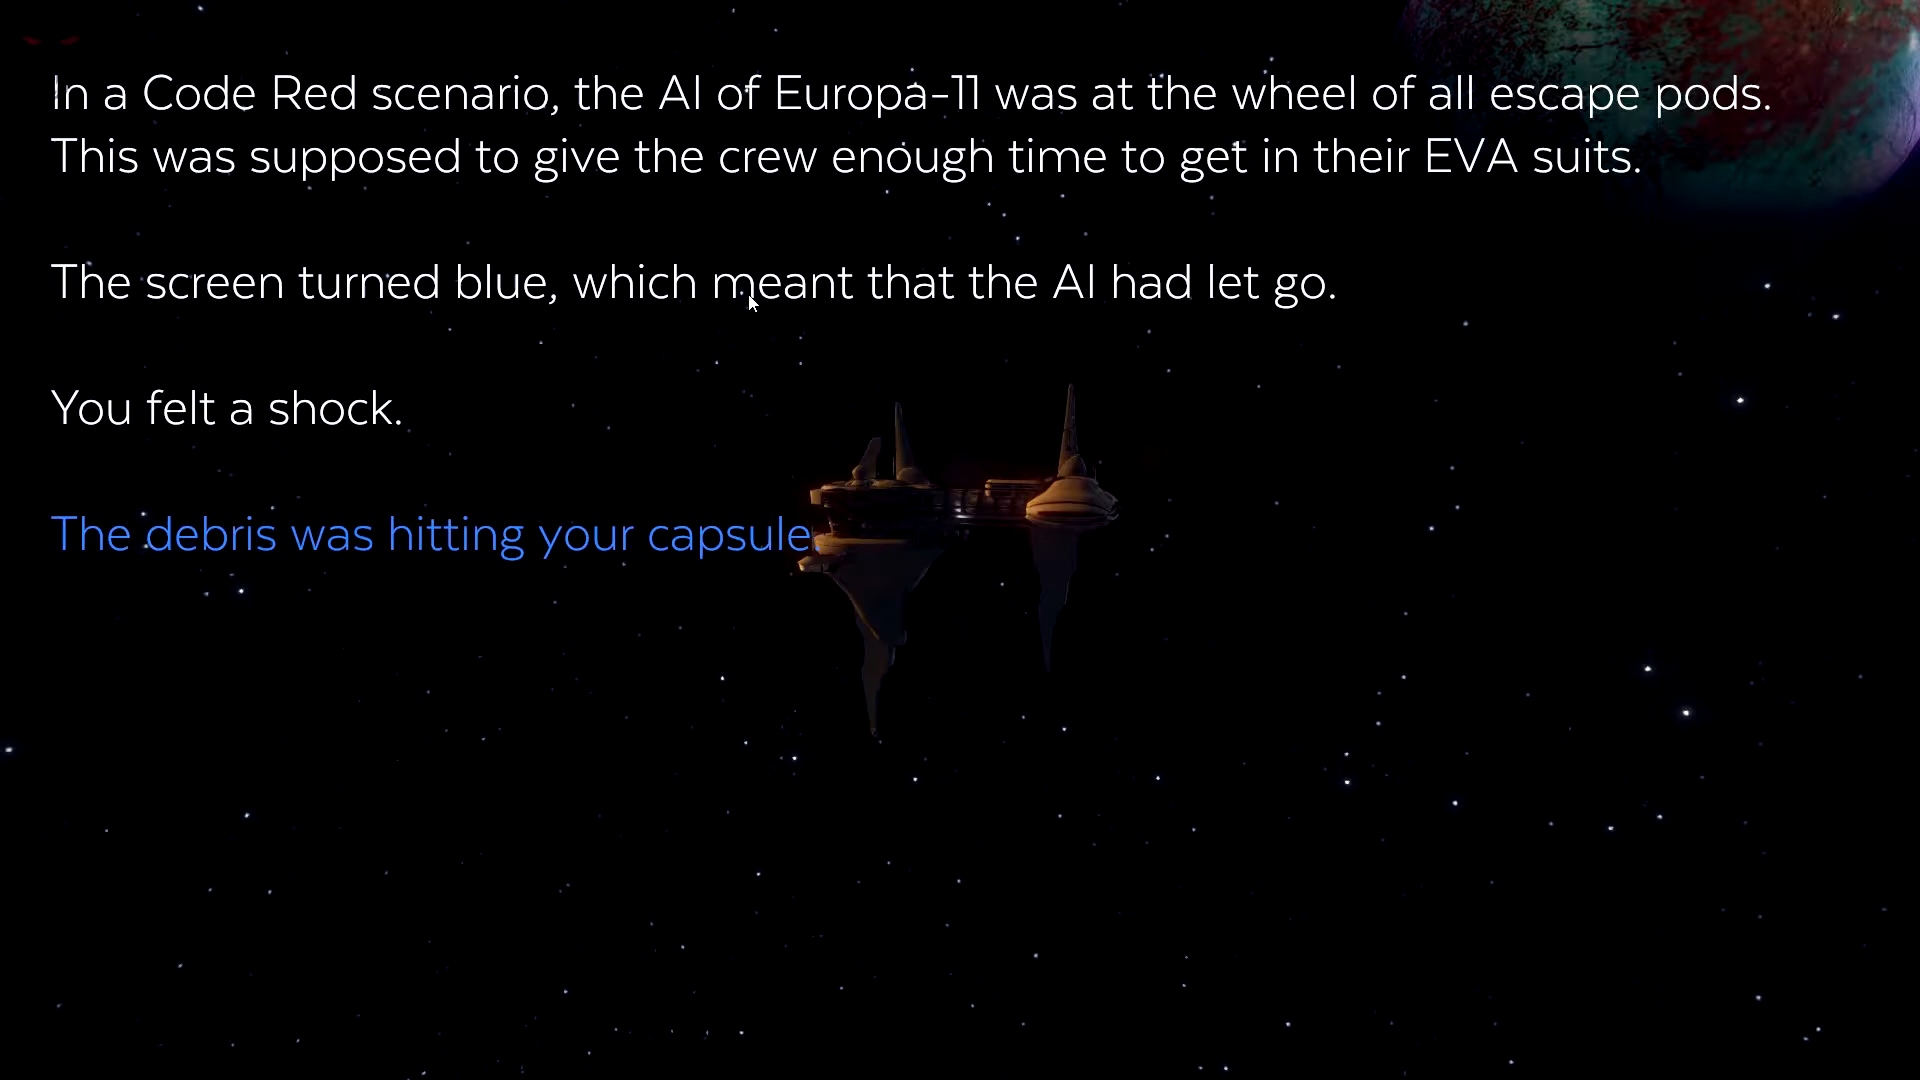 In a Code Red scenario, the AI of Europa-11 was at the wheel of all escape pods.
This was supposed to give the crew enough time to get in their EVA suits.
The screen turned blue, which meant that the AI had let go.
You felt a shock.
The debris was hitting your capsule.